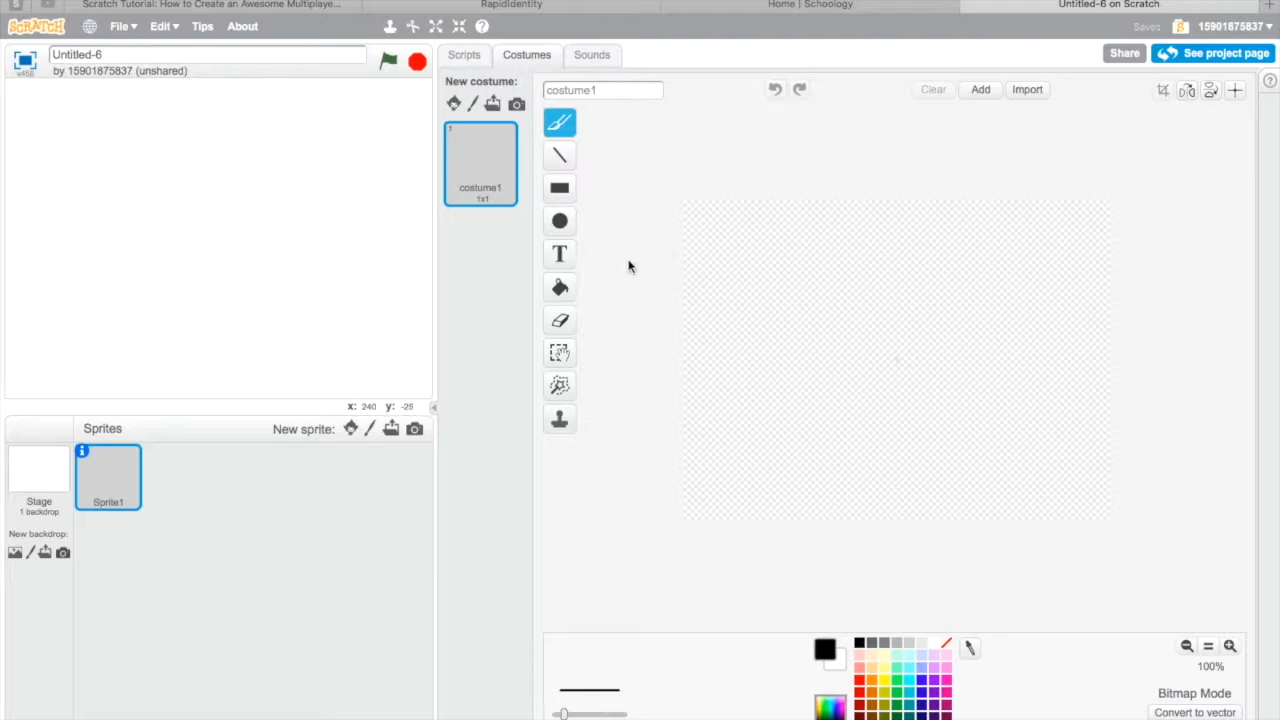 Scratch Tutorial: How to Create an Awesome Multiplaye...
RapidIdentity
Home | Schoology
Untitled-6 on Scratch
SCRATCH
File
Edit
Tips
About
Saved
15901875837
Untitled-6
by 15901875837 (unshared)
v456
Scripts
Costumes
Sounds
Share
See project page
New costume:
costume1
Clear
Add
Import
1
costume1
1x1
T
x: 240 y: -25
Sprites
New sprite:
Stage
1 backdrop
Sprite1
New backdrop:
100%
Bitmap Mode
Convert to vector